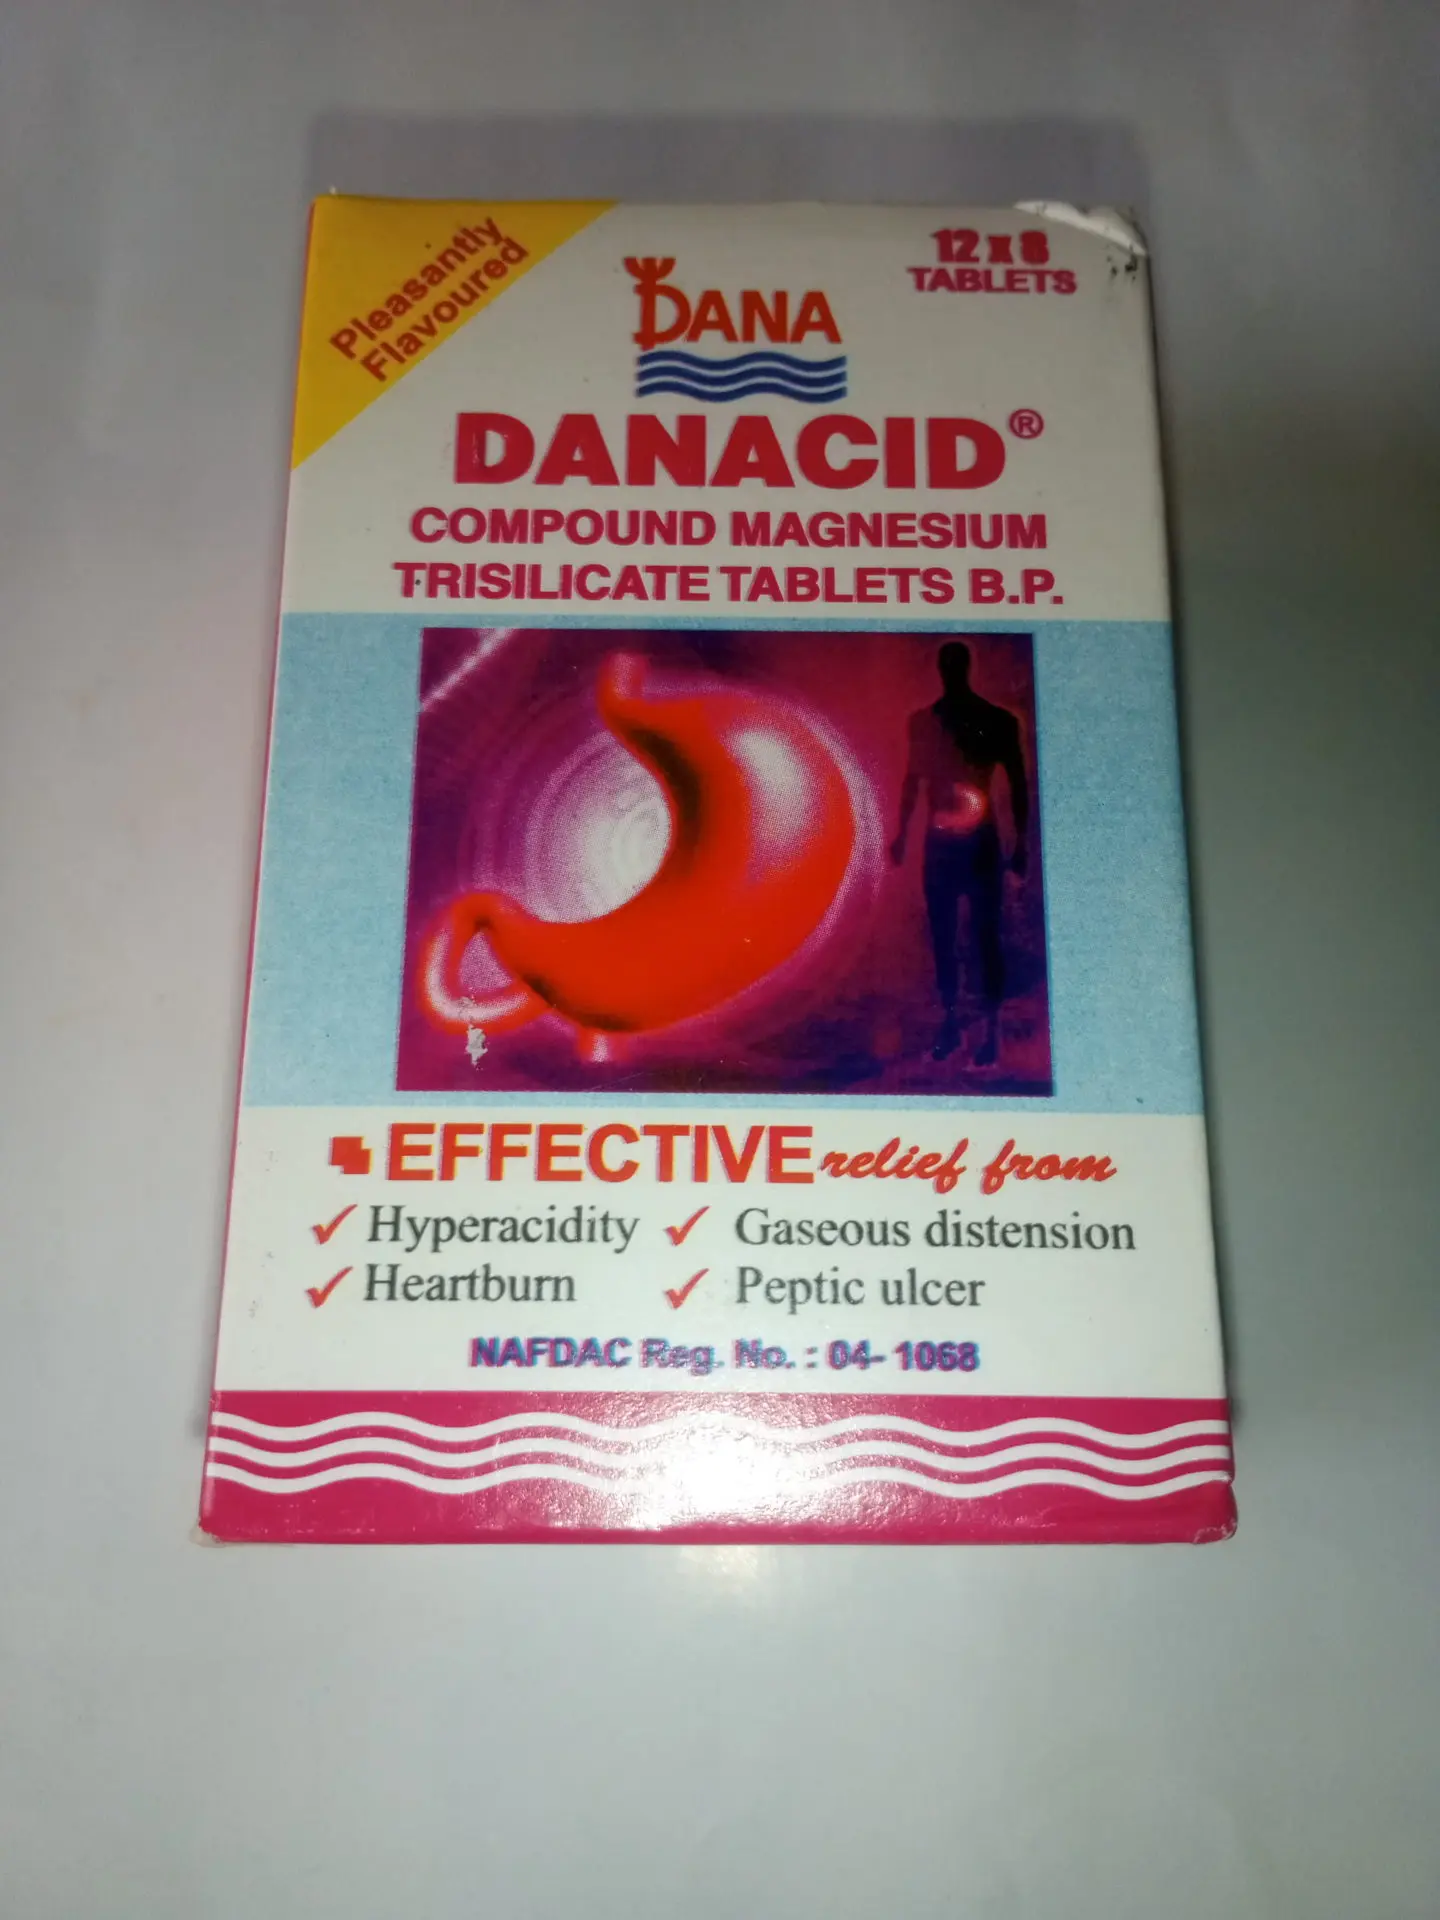 Pleasantly
Flavoured
12 x 8
TABLETS
DANA
DANACID®
COMPOUND MAGNESIUM
TRISILICATE TABLETS B.P.
EFFECTIVE relief from
Hyperacidity
Gaseous distension
Heartburn
Peptic ulcer
NAFDAC Reg. No. : 04- 1068